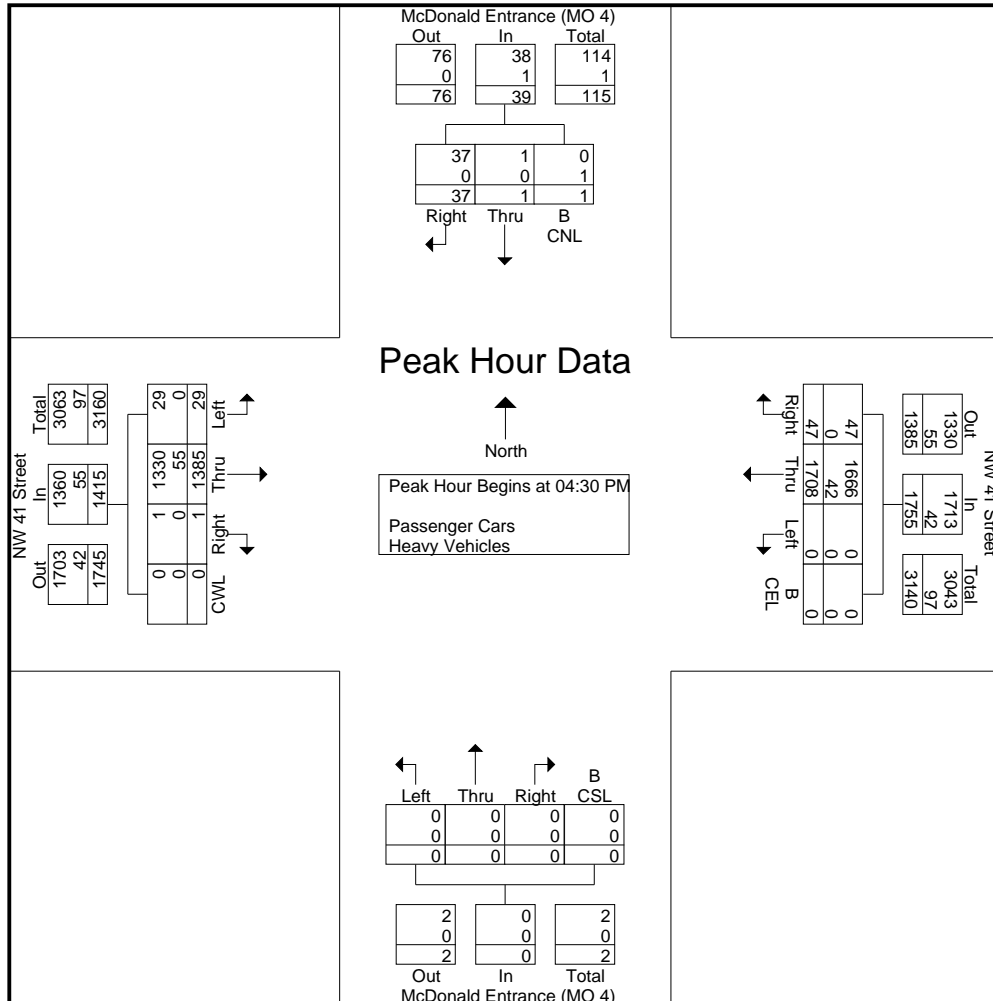 McDonald Entrance (MO 4)
Out In Total
76 38 114
0 1 1
76 39 115
37 1 0
0 0 1
37 1 1
Right Thru B
CNL
Peak Hour Data
North
Peak Hour Begins at 04:30 PM
Passenger Cars
Heavy Vehicles
NW 41 Street
Total In Out
3063 1360 1703
97 55 42
3160 1415 1745
29 1330 1 0
0 55 0 0
29 1385 1 0
Left Thru Right CWL
Right Thru Left B
CEL
47 1708 0 0
0 42 0 0
47 1666 0 0
1385 1755 3140
55 42 97
1330 1713 3043
Out In Total
NW 41 Street
B
Left Thru Right CSL
0 0 0 0
0 0 0 0
0 0 0 0
2 0 2
0 0 0
2 0 2
Out In Total
McDonald Entrance (MO 4)